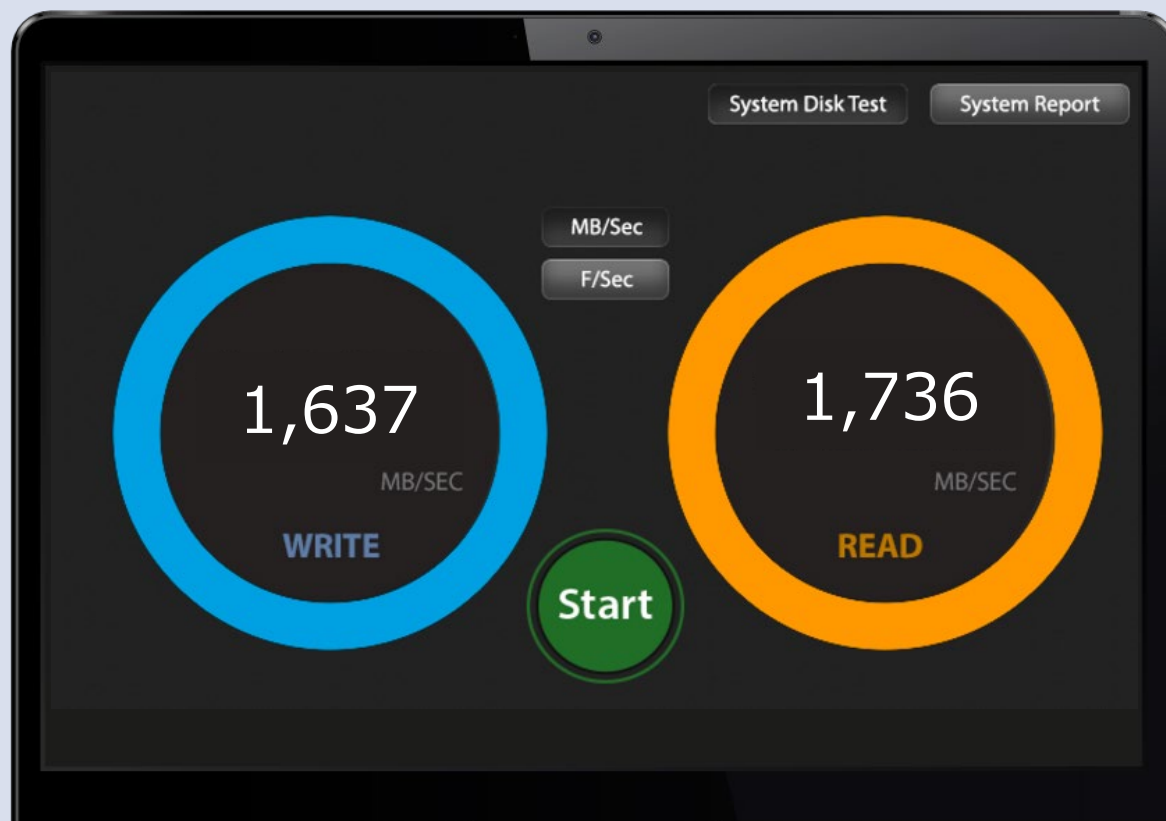 System Disk Test
System Report
MB/Sec
F/Sec
1,637
MB/SEC
WRITE
1,736
MB/SEC
READ
Start